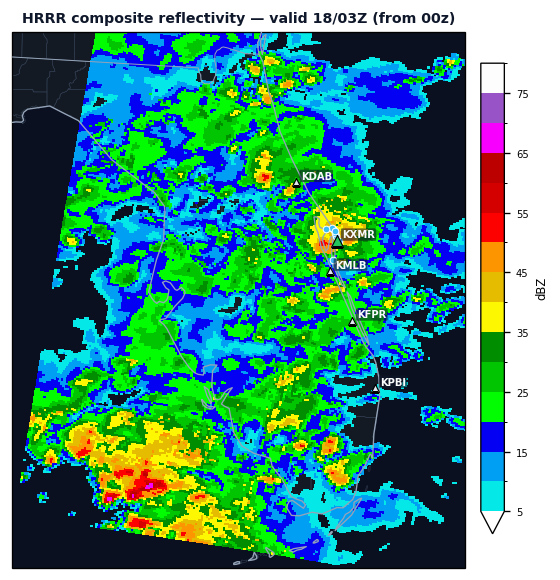 HRRR composite reflectivity — valid 18/03Z (from 00z)
KDAB
KXMR
KMLB
KFPR
KPBI
75
65
55
45
35
25
15
5
dBZ